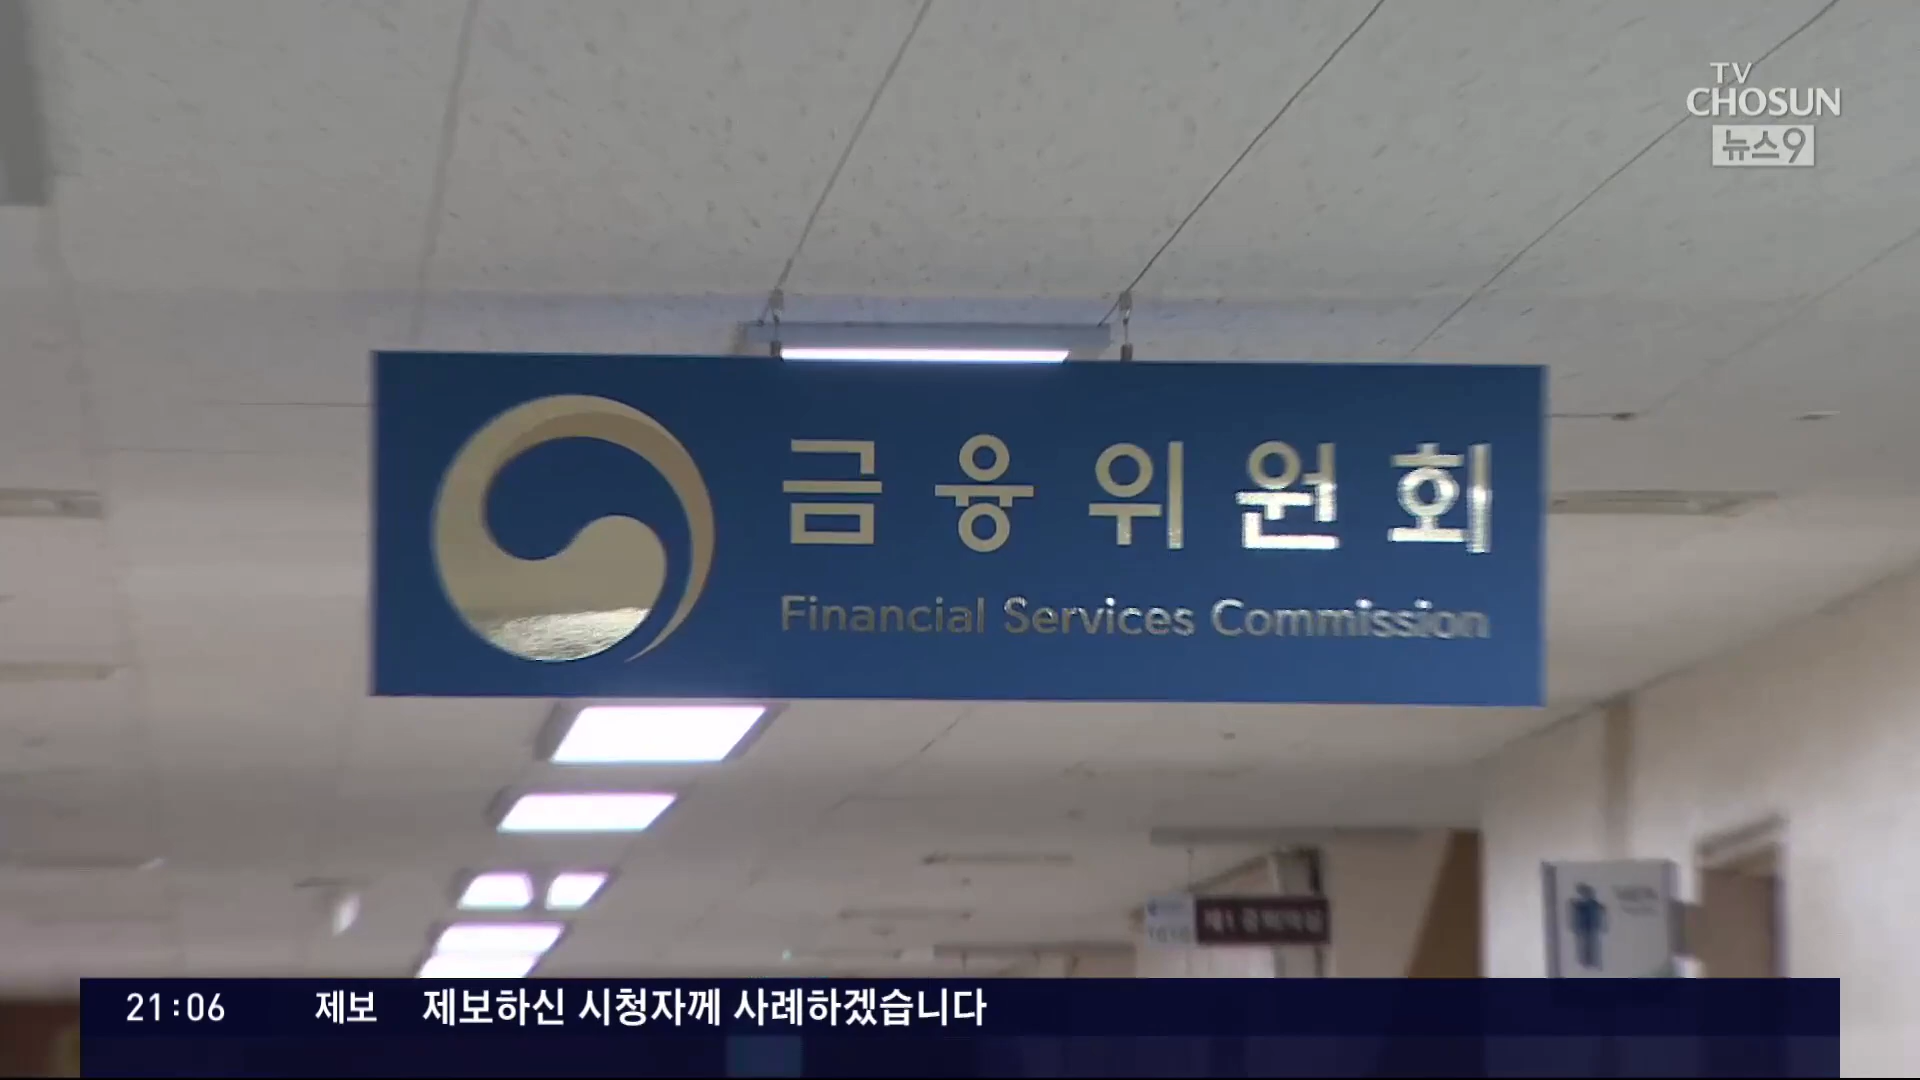 TV
CHOSUN
뉴스9
금융위원회
Financial Services Commission
21:06 제보 제보하신 시청자께 사례하겠습니다